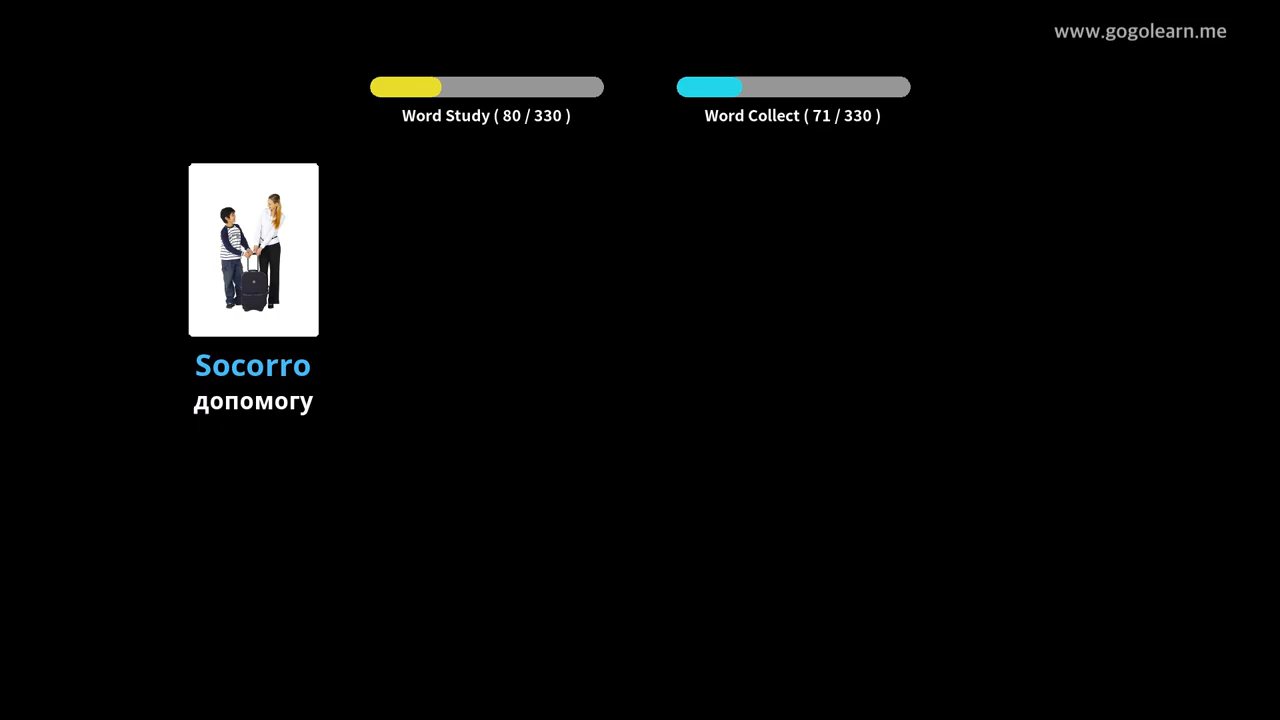 www.gogolearn.me
Word Study ( 80 / 330 )
Word Collect ( 71 / 330 )
Socorro
допомогу